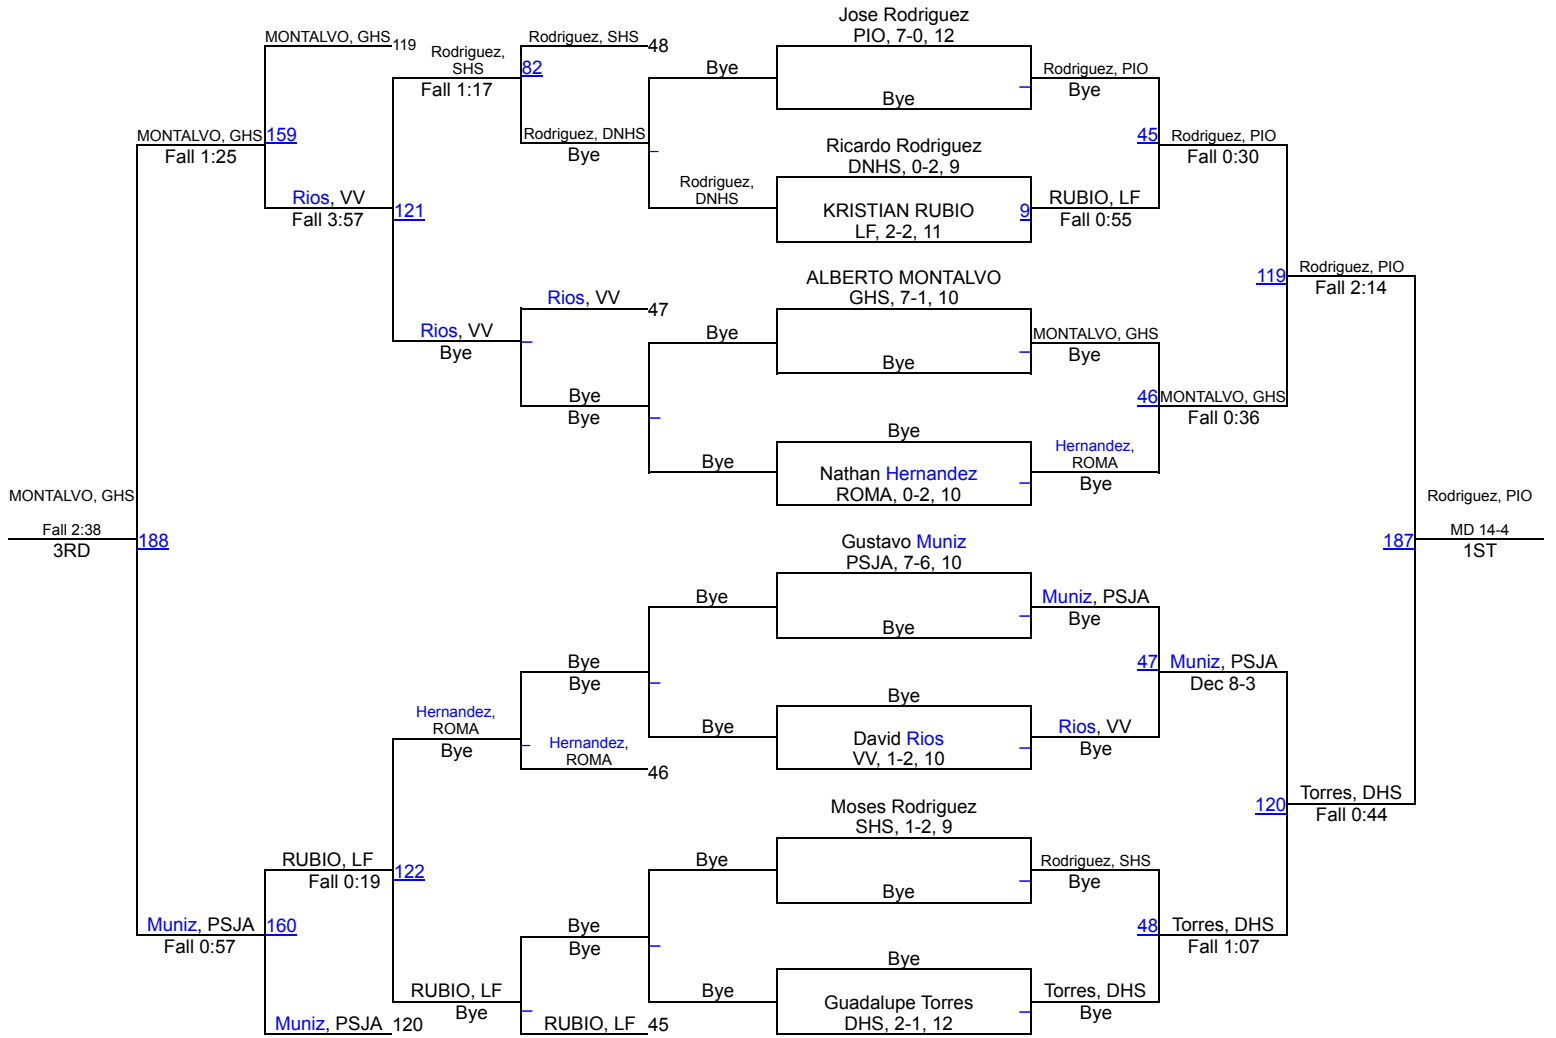 Jose Rodriguez
PIO, 7-0, 12
Bye
Ricardo Rodriguez
DNHS, 0-2, 9
KRISTIAN RUBIO
LF, 2-2, 11
9
ALBERTO MONTALVO
GHS, 7-1, 10
Bye
Bye
Nathan Hernandez
ROMA, 0-2, 10
Gustavo Muniz
PSJA, 7-6, 10
Bye
Bye
David Rios
VV, 1-2, 10
Moses Rodriguez
SHS, 1-2, 9
Bye
Bye
Guadalupe Torres
DHS, 2-1, 12
Rodriguez, PIO
Bye
RUBIO, LF
Fall 0:55
MONTALVO, GHS
Bye
Hernandez,
ROMA
Bye
Muniz, PSJA
Bye
Rios, VV
Bye
Rodriguez, SHS
Bye
Torres, DHS
Bye
45
Rodriguez, PIO
Fall 0:30
46
MONTALVO, GHS
Fall 0:36
47
Muniz, PSJA
Dec 8-3
48
Torres, DHS
Fall 1:07
119
Rodriguez, PIO
Fall 2:14
120
Torres, DHS
Fall 0:44
187
Rodriguez, PIO
MD 14-4
1ST
Bye
Rodriguez,
DNHS
Bye
Bye
Bye
Bye
Bye
Bye
Rodriguez, SHS
48
Rodriguez, DNHS
Bye
Rios, VV
47
Bye
Bye
Bye
Bye
Hernandez,
ROMA
46
Bye
Bye
RUBIO, LF
45
82
Rodriguez,
SHS
Fall 1:17
Rios, VV
Bye
Hernandez,
ROMA
Bye
RUBIO, LF
Bye
MONTALVO, GHS
119
121
Rios, VV
Fall 3:57
122
RUBIO, LF
Fall 0:19
Muniz, PSJA
120
159
MONTALVO, GHS
Fall 1:25
160
Muniz, PSJA
Fall 0:57
188
MONTALVO, GHS
Fall 2:38
3RD